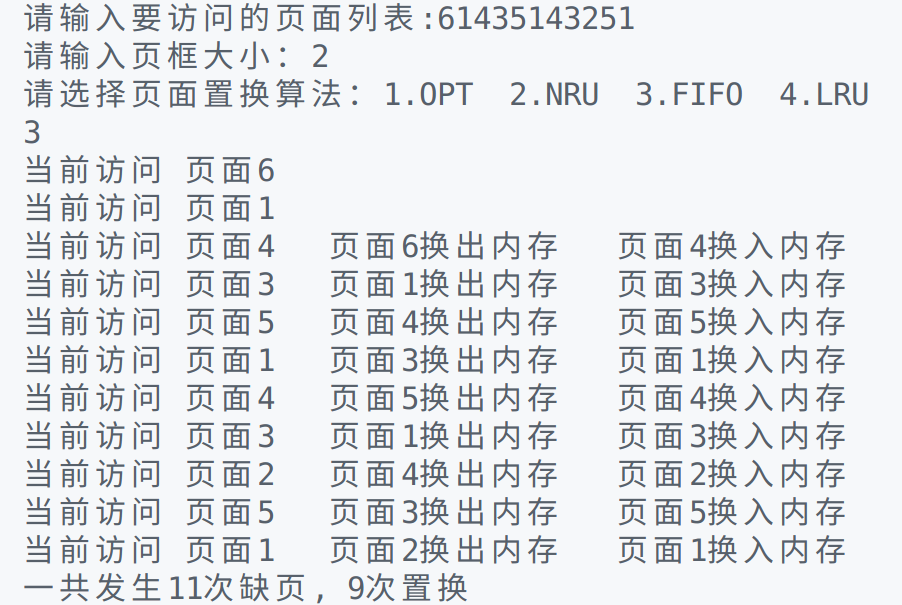 请输入要访问的页面列表:61435143251
请输入页框大小: 2
请选择页面置换算法: 1.OPT  2.NRU  3.FIFO  4.LRU
3
当前访问 页面6
当前访问 页面1
当前访问 页面4   页面6换出内存   页面4换入内存
当前访问 页面3   页面1换出内存   页面3换入内存
当前访问 页面5   页面4换出内存   页面5换入内存
当前访问 页面1   页面3换出内存   页面1换入内存
当前访问 页面4   页面5换出内存   页面4换入内存
当前访问 页面3   页面1换出内存   页面3换入内存
当前访问 页面2   页面4换出内存   页面2换入内存
当前访问 页面5   页面3换出内存   页面5换入内存
当前访问 页面1   页面2换出内存   页面1换入内存
一共发生11次缺页, 9次置换